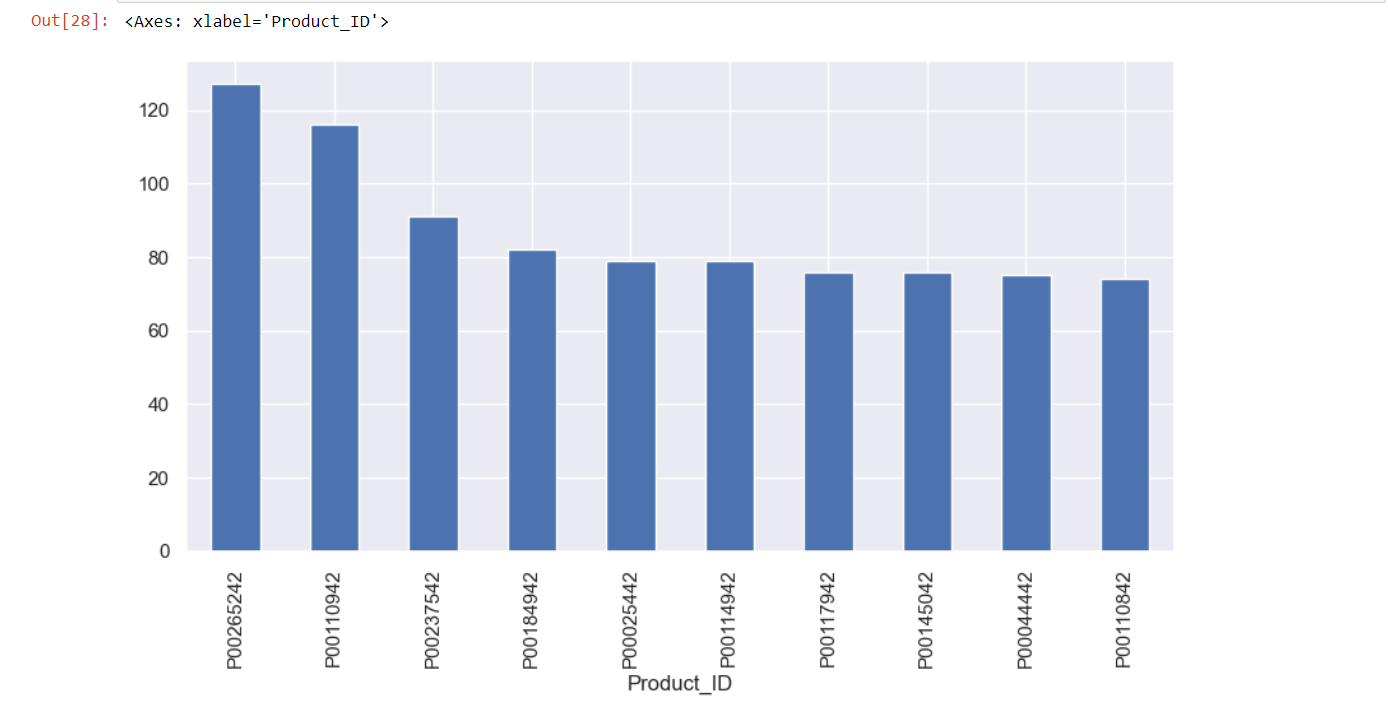 Out[28]: <Axes: xlabel='Product_ID'>
120
100
80
60
40
20
0
P00265242
P00110942
P00237542
P00184942
P00025442
P00114942
P00117942
P00145042
P00044442
P00110842
Product_ID